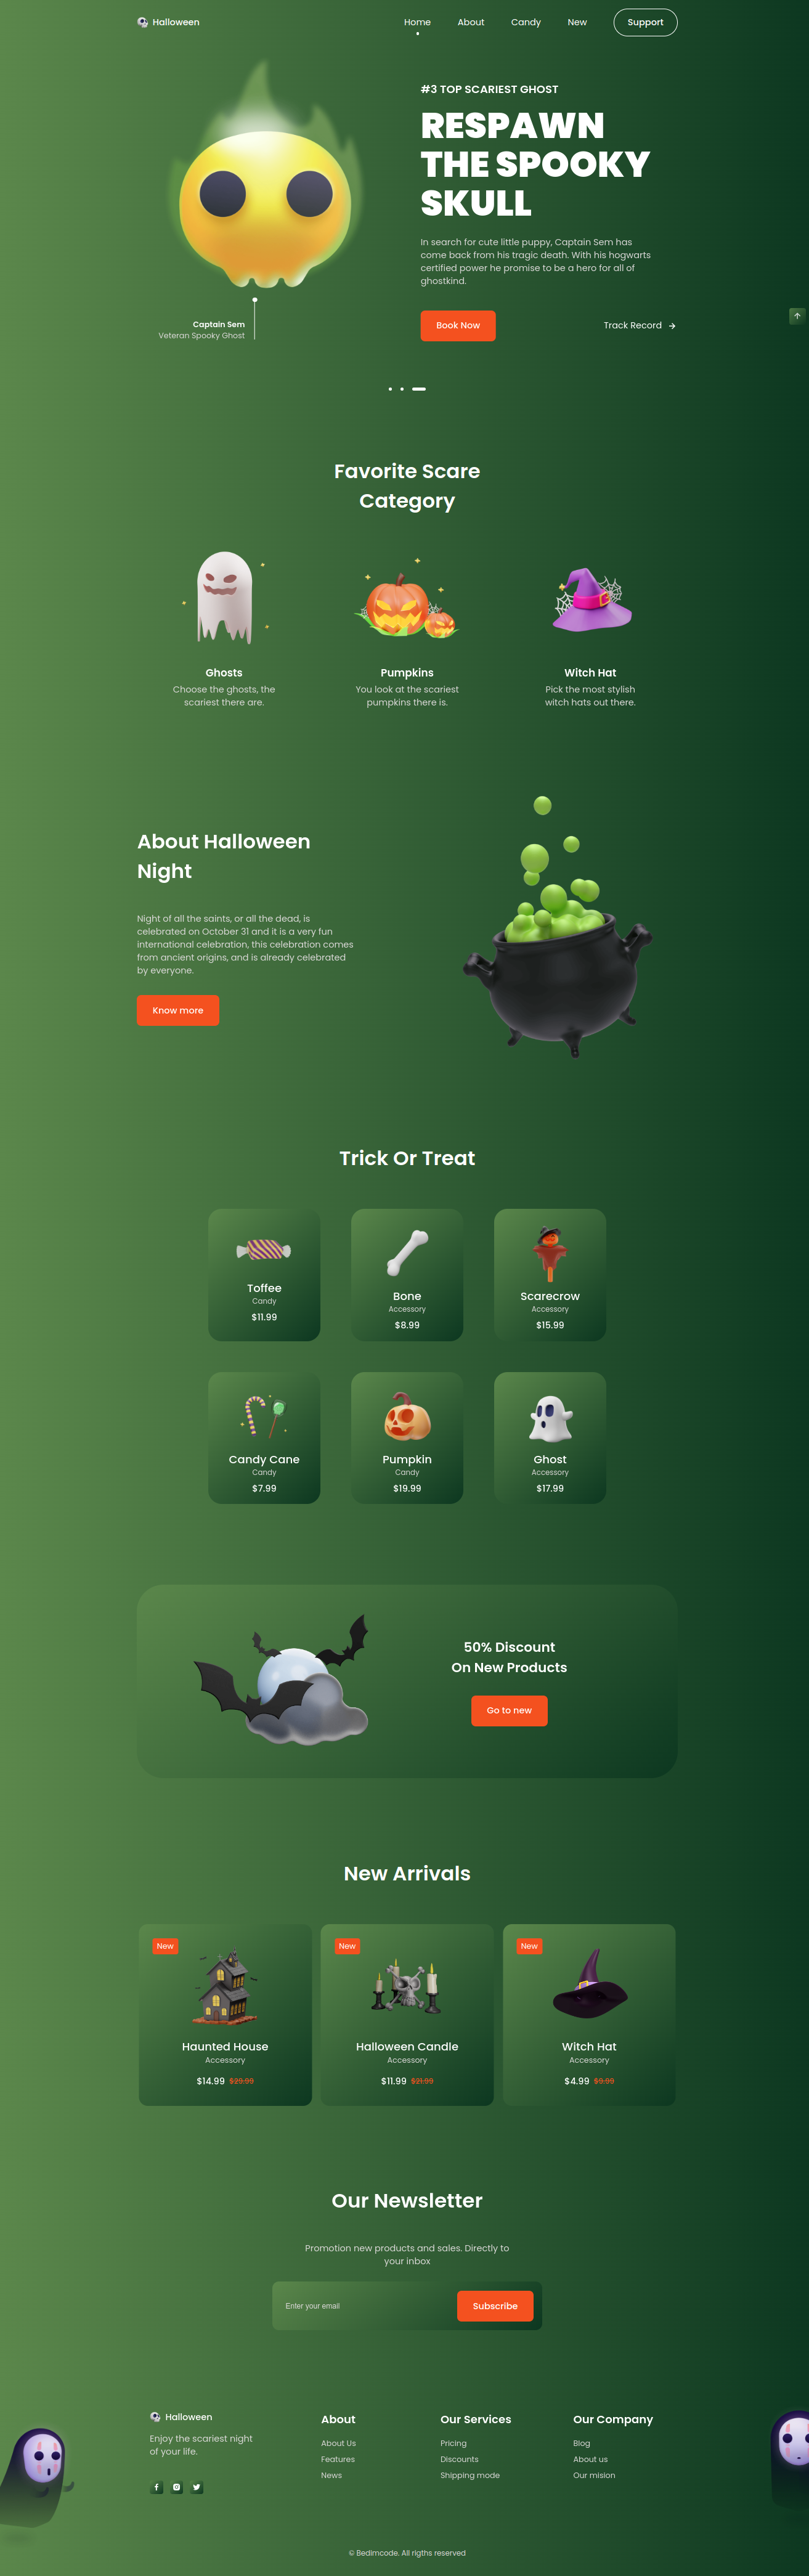 Halloween
Home
About
Candy
New
Support
#3 TOP SCARIEST GHOST
RESPAWN
THE SPOOKY
SKULL
In search for cute little puppy, Captain Sem has
come back from his tragic death. With his hogwarts
certified power he promise to be a hero for all of
ghostkind.
Captain Sem
Veteran Spooky Ghost
Book Now
Track Record
Favorite Scare
Category
Ghosts
Choose the ghosts, the
scariest there are.
Pumpkins
You look at the scariest
pumpkins there is.
Witch Hat
Pick the most stylish
witch hats out there.
About Halloween
Night
Night of all the saints, or all the dead, is
celebrated on October 31 and it is a very fun
international celebration, this celebration comes
from ancient origins, and is already celebrated
by everyone.
Know more
Trick Or Treat
Toffee
Candy
$11.99
Bone
Accessory
$8.99
Scarecrow
Accessory
$15.99
Candy Cane
Candy
$7.99
Pumpkin
Candy
$19.99
Ghost
Accessory
$17.99
50% Discount
On New Products
Go to new
New Arrivals
New
Haunted House
Accessory
$14.99 $29.98
New
Halloween Candle
Accessory
$11.99 $21.99
New
Witch Hat
Accessory
$4.99 $9.99
Our Newsletter
Promotion new products and sales. Directly to
your inbox
Enter your email
Subscribe
Halloween
Enjoy the scariest night
of your life.
About
About Us
Features
News
Our Services
Pricing
Discounts
Shipping mode
Our Company
Blog
About us
Our mision
© Bedimcode. All rigths reserved